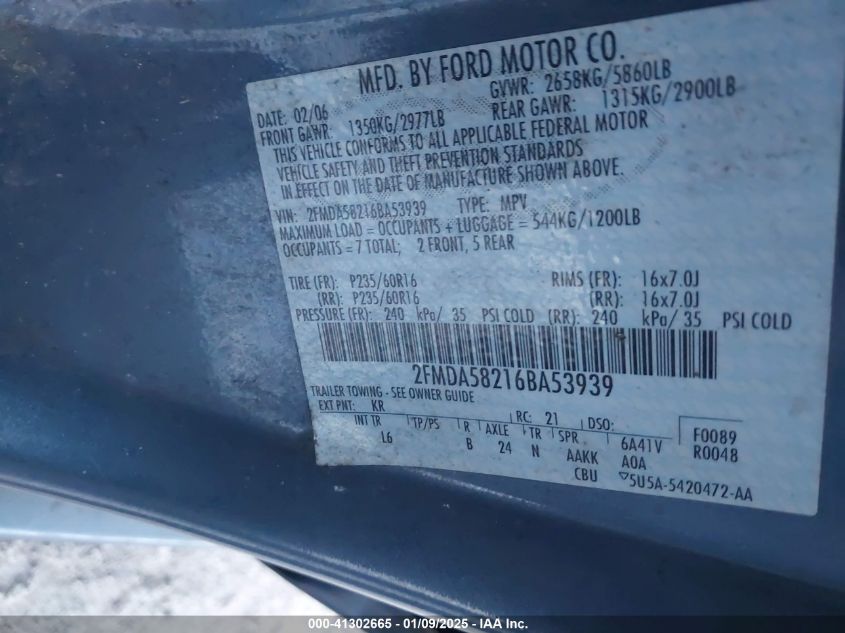 MFD. BY FORD MOTOR CO.
DATE: 02/06 GVWR: 2658KG/5860LB
FRONT GAWR: 1350KG/2977LB REAR GAWR: 1315KG/2900LB
THIS VEHICLE CONFORMS TO ALL APPLICABLE FEDERAL MOTOR
VEHICLE SAFETY AND THEFT PREVENTION STANDARDS
IN EFFECT ON THE DATE OF MANUFACTURE SHOWN ABOVE.
VIN: 2FMDA58216BA53939 TYPE: MPV
MAXIMUM LOAD = OCCUPANTS + LUGGAGE = 544KG/1200LB
OCCUPANTS = 7 TOTAL; 2 FRONT, 5 REAR
TIRE (FR): P235/60R16 RIMS (FR): 16x7.0J
(RR): P235/60R16 (RR): 16x7.0J
PRESSURE (FR): 240 kPa/ 35 PSI COLD (RR): 240 kPa/ 35 PSI COLD
2FMDA58216BA53939
TRAILER TOWING - SEE OWNER GUIDE
EXT PNT: KR RC: 21 DSO: F0089
INT TR TP/PS R AXLE TR SPR 6A41V R0048
L6 B 24 N AAKK A0A
CBU ▽5U5A-5420472-AA
000-41302665 - 01/09/2025 - IAA Inc.